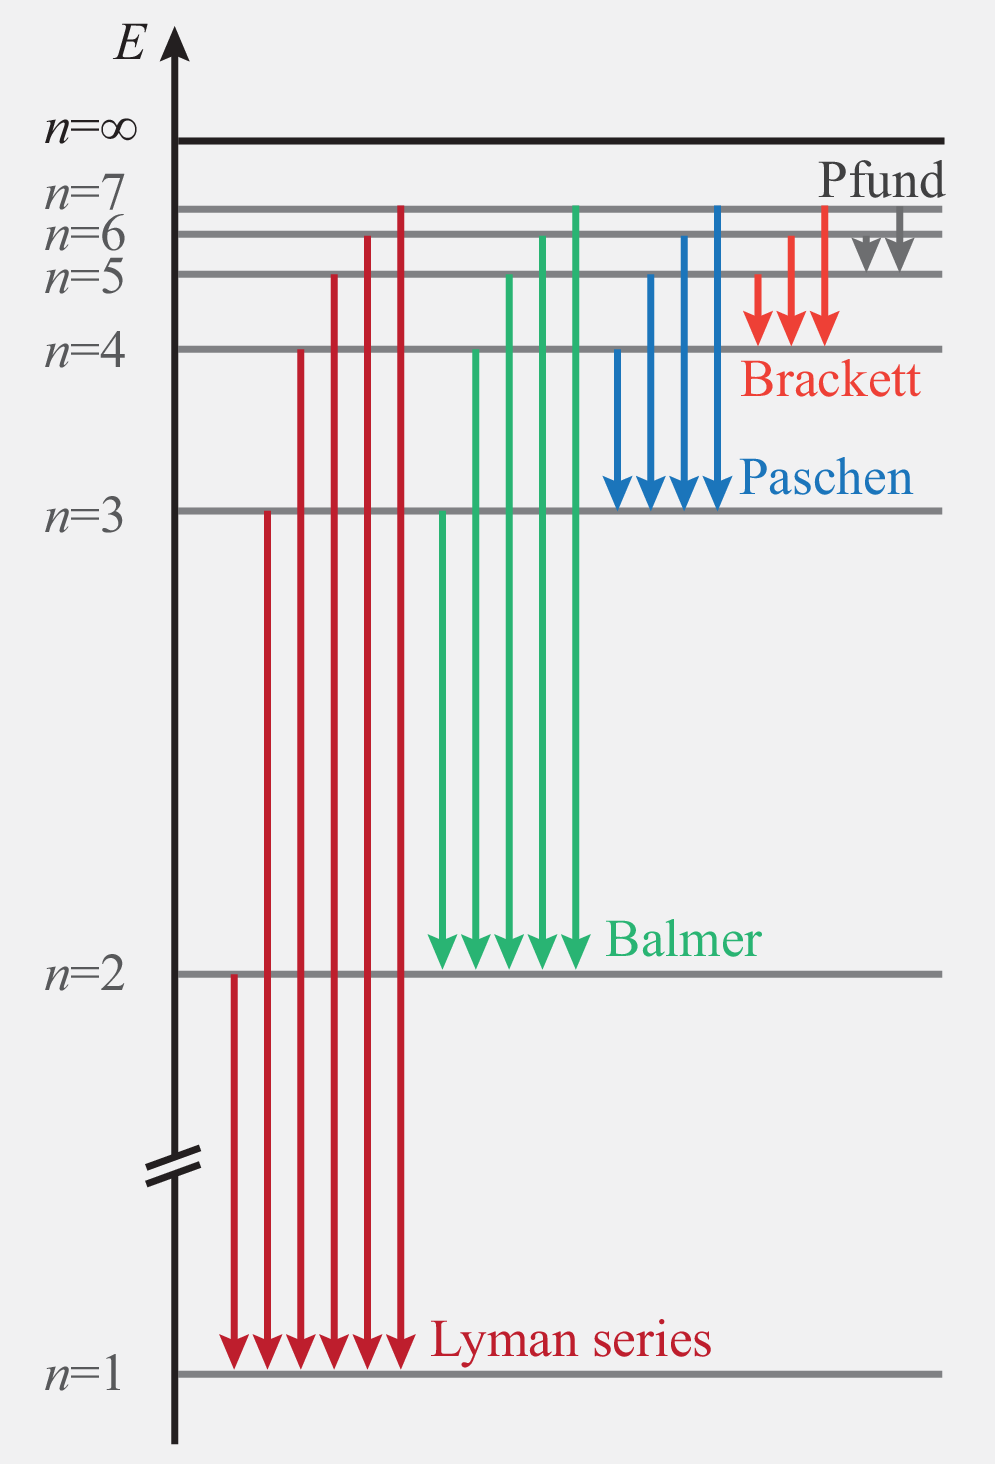 E
n=∞
n=7
Pfund
n=6
n=5
n=4
Brackett
Paschen
n=3
Balmer
n=2
Lyman series
n=1